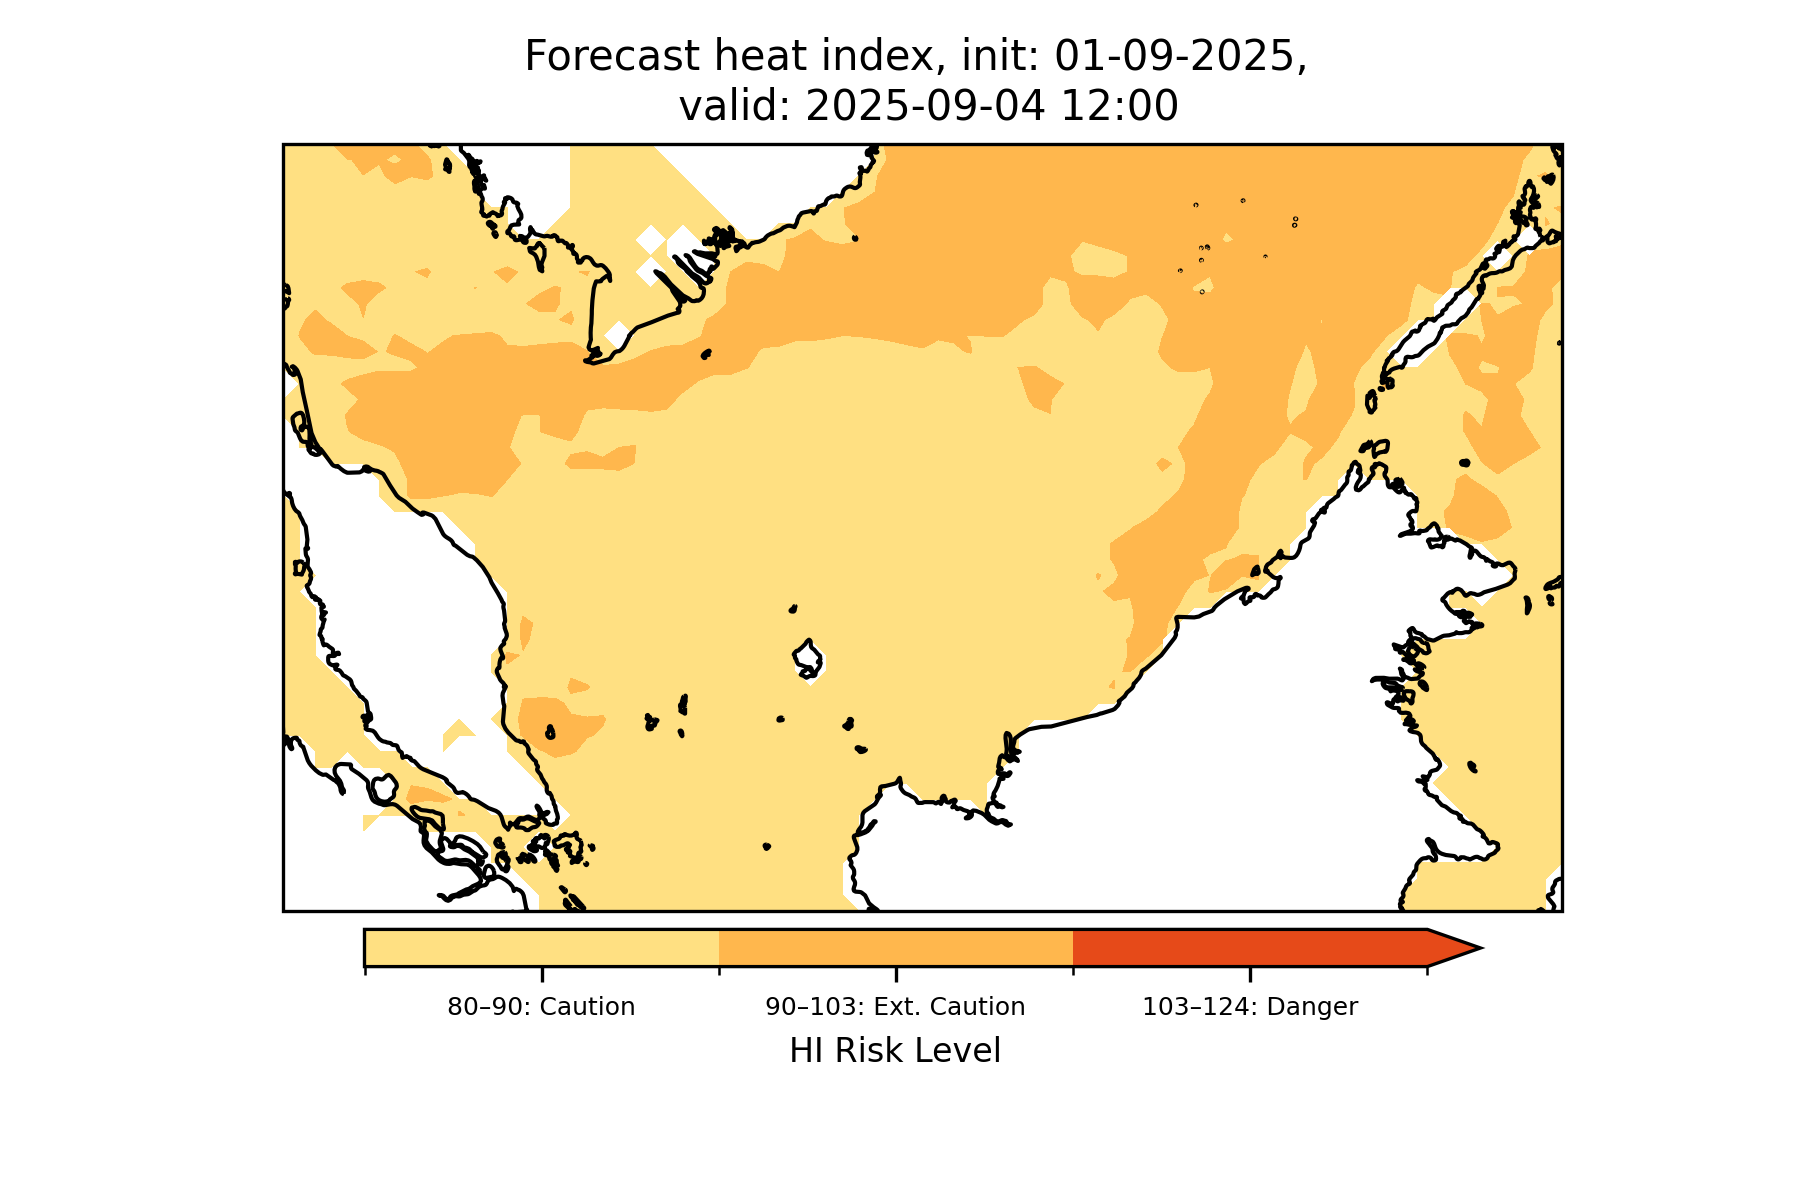 Forecast heat index, init: 01-09-2025,
valid: 2025-09-04 12:00
80–90: Caution
90–103: Ext. Caution
103–124: Danger
HI Risk Level